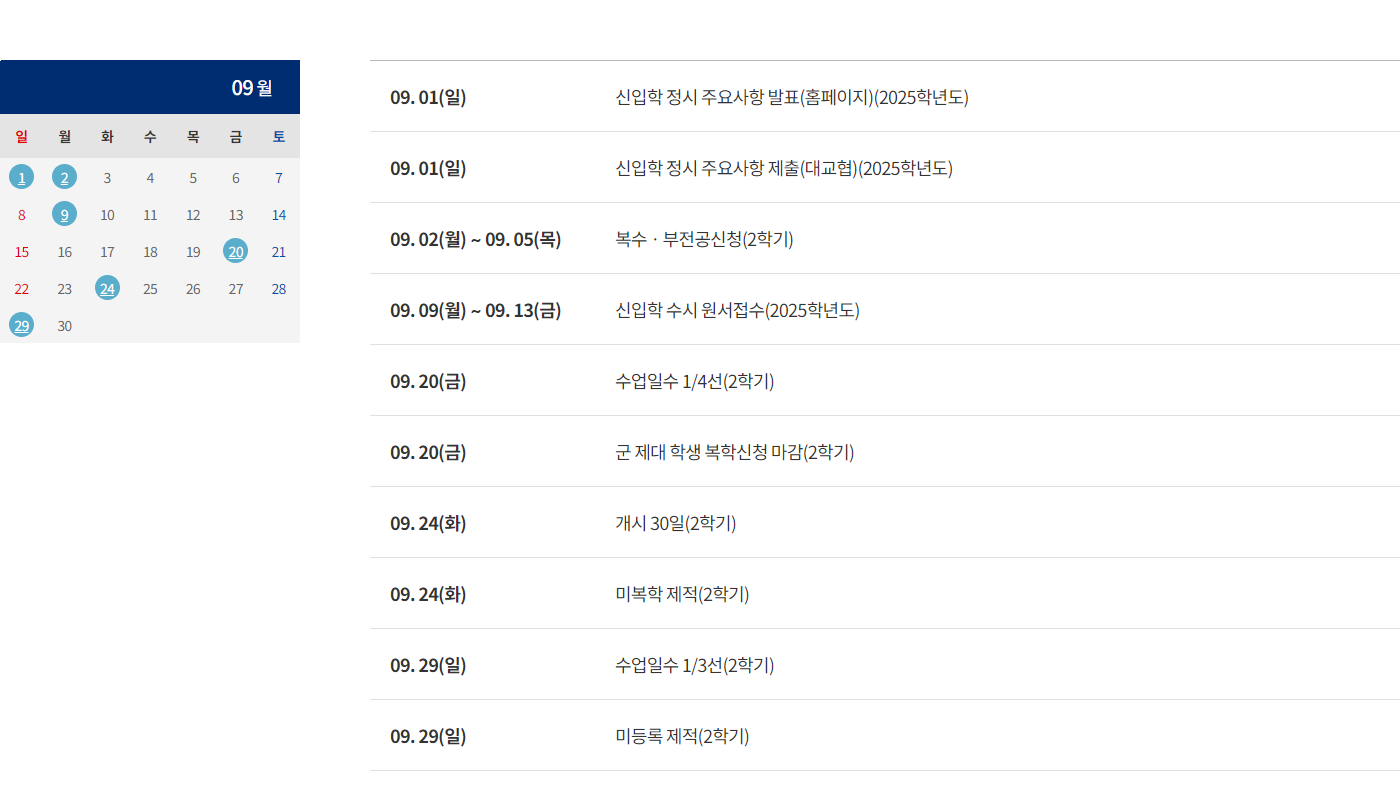 09 월
일 월 화 수 목 금 토
1 2 3 4 5 6 7
8 9 10 11 12 13 14
15 16 17 18 19 20 21
22 23 24 25 26 27 28
29 30
09. 01(일) 신입학 정시 주요사항 발표(홈페이지)(2025학년도)
09. 01(일) 신입학 정시 주요사항 제출(대교협)(2025학년도)
09. 02(월) ~ 09. 05(목) 복수 · 부전공신청(2학기)
09. 09(월) ~ 09. 13(금) 신입학 수시 원서접수(2025학년도)
09. 20(금) 수업일수 1/4선(2학기)
09. 20(금) 군 제대 학생 복학신청 마감(2학기)
09. 24(화) 개시 30일(2학기)
09. 24(화) 미복학 제적(2학기)
09. 29(일) 수업일수 1/3선(2학기)
09. 29(일) 미등록 제적(2학기)